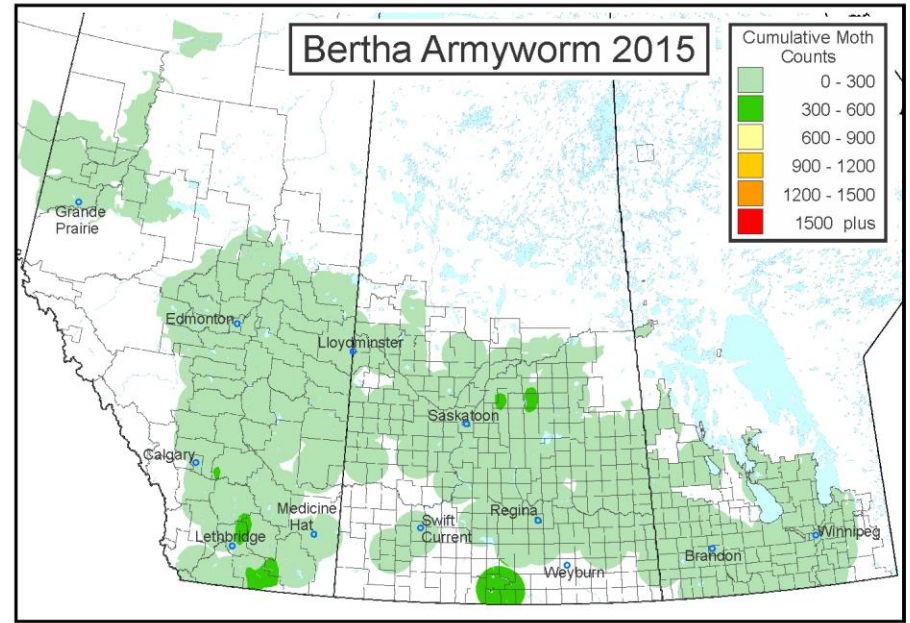 Bertha Armyworm 2015
Cumulative Moth
Counts
0 - 300
300 - 600
600 - 900
900 - 1200
1200 - 1500
1500 plus
Grande
Prairie
Edmonton
Lloydminster
Saskatoon
Calgary
Medicine
Hat
Lethbridge
Swift
Current
Regina
Weyburn
Brandon
Winnipeg